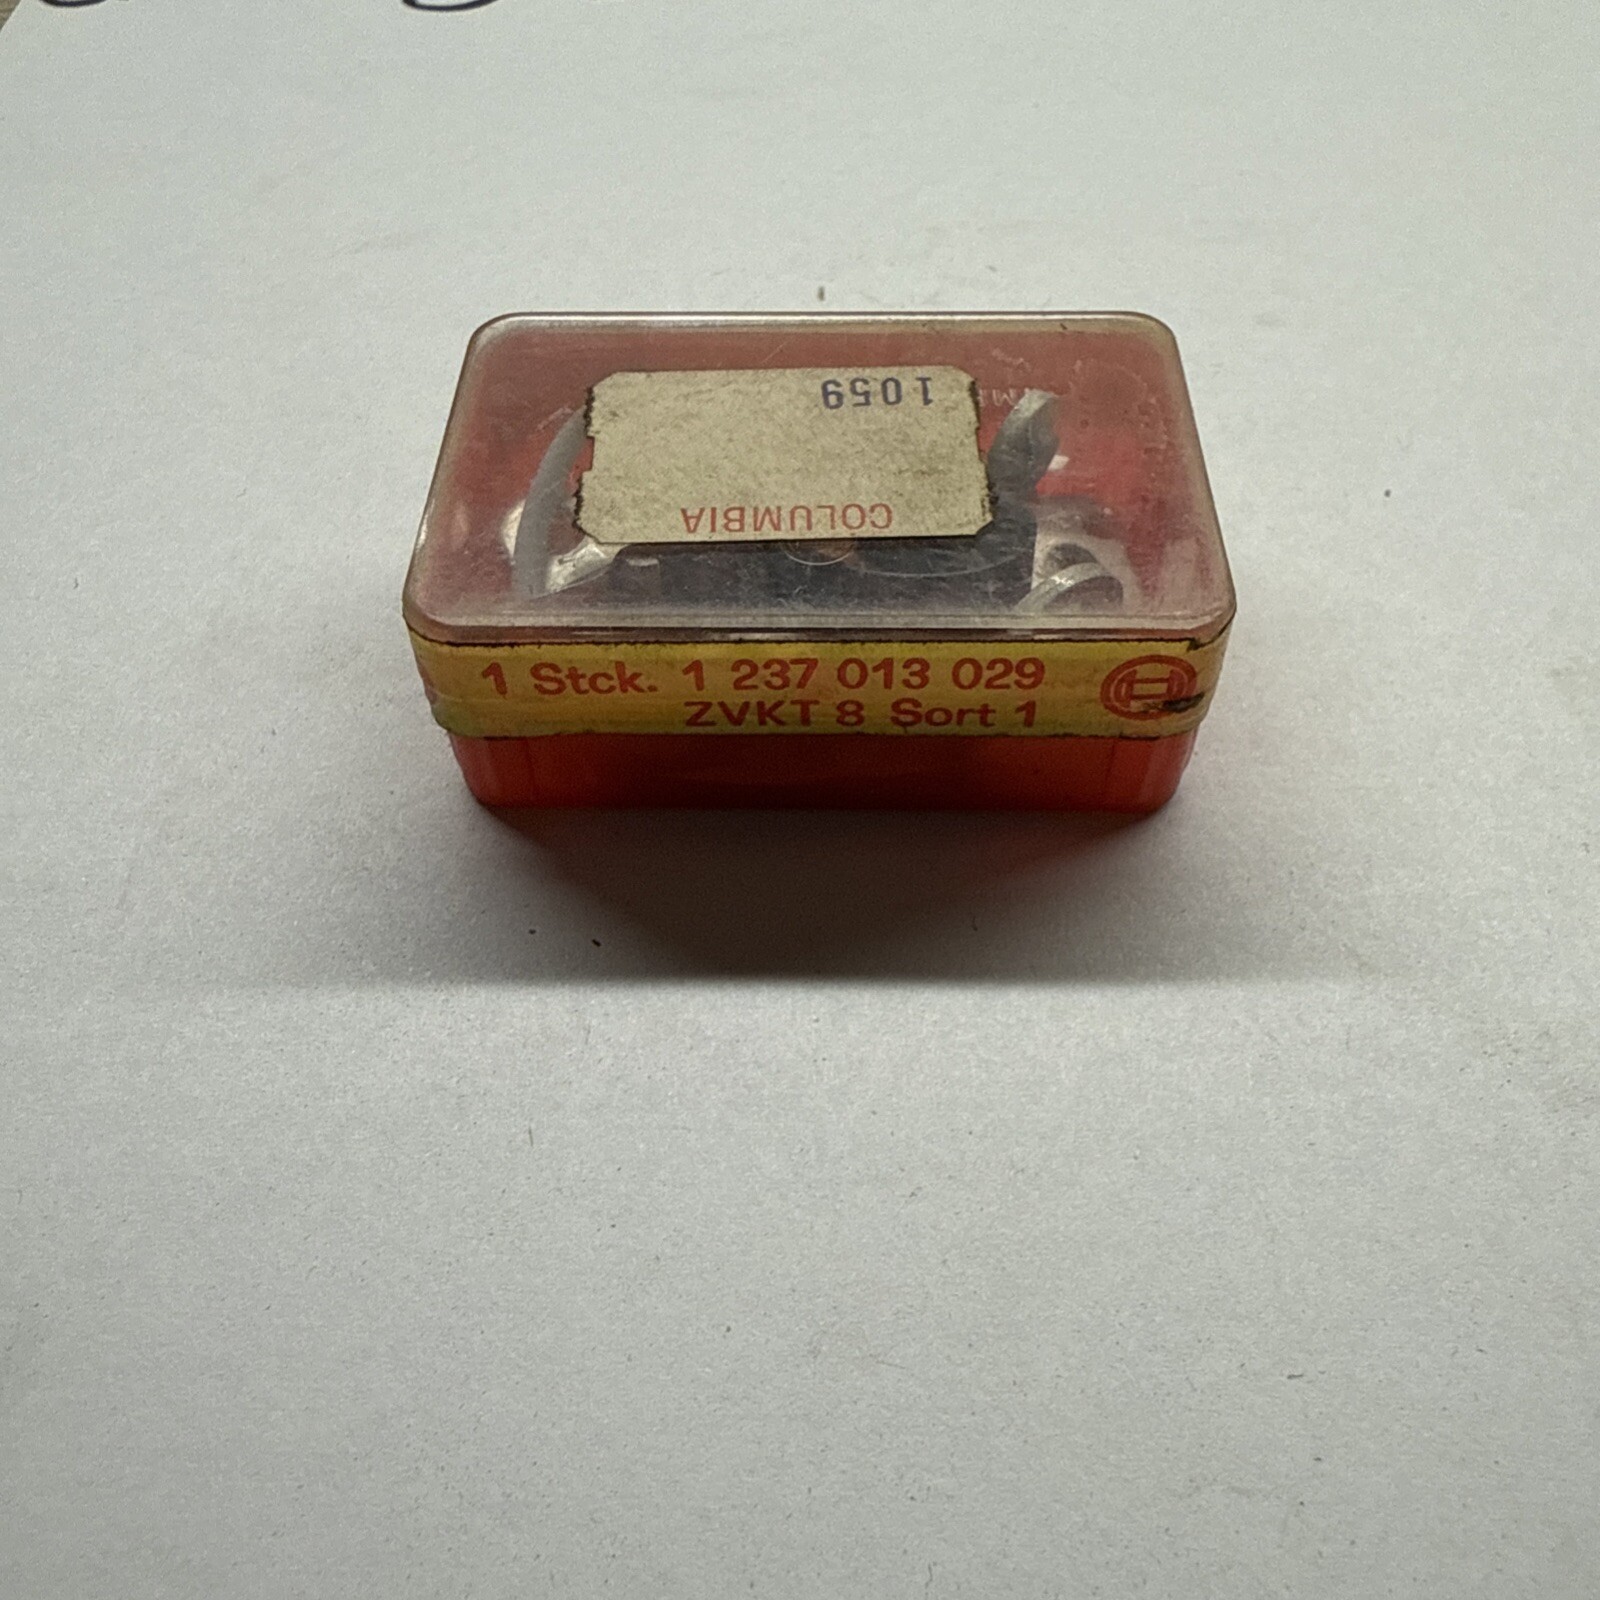 1059
COLUMBIA
1 Stck. 1 237 013 029
ZVKT 8 Sort 1